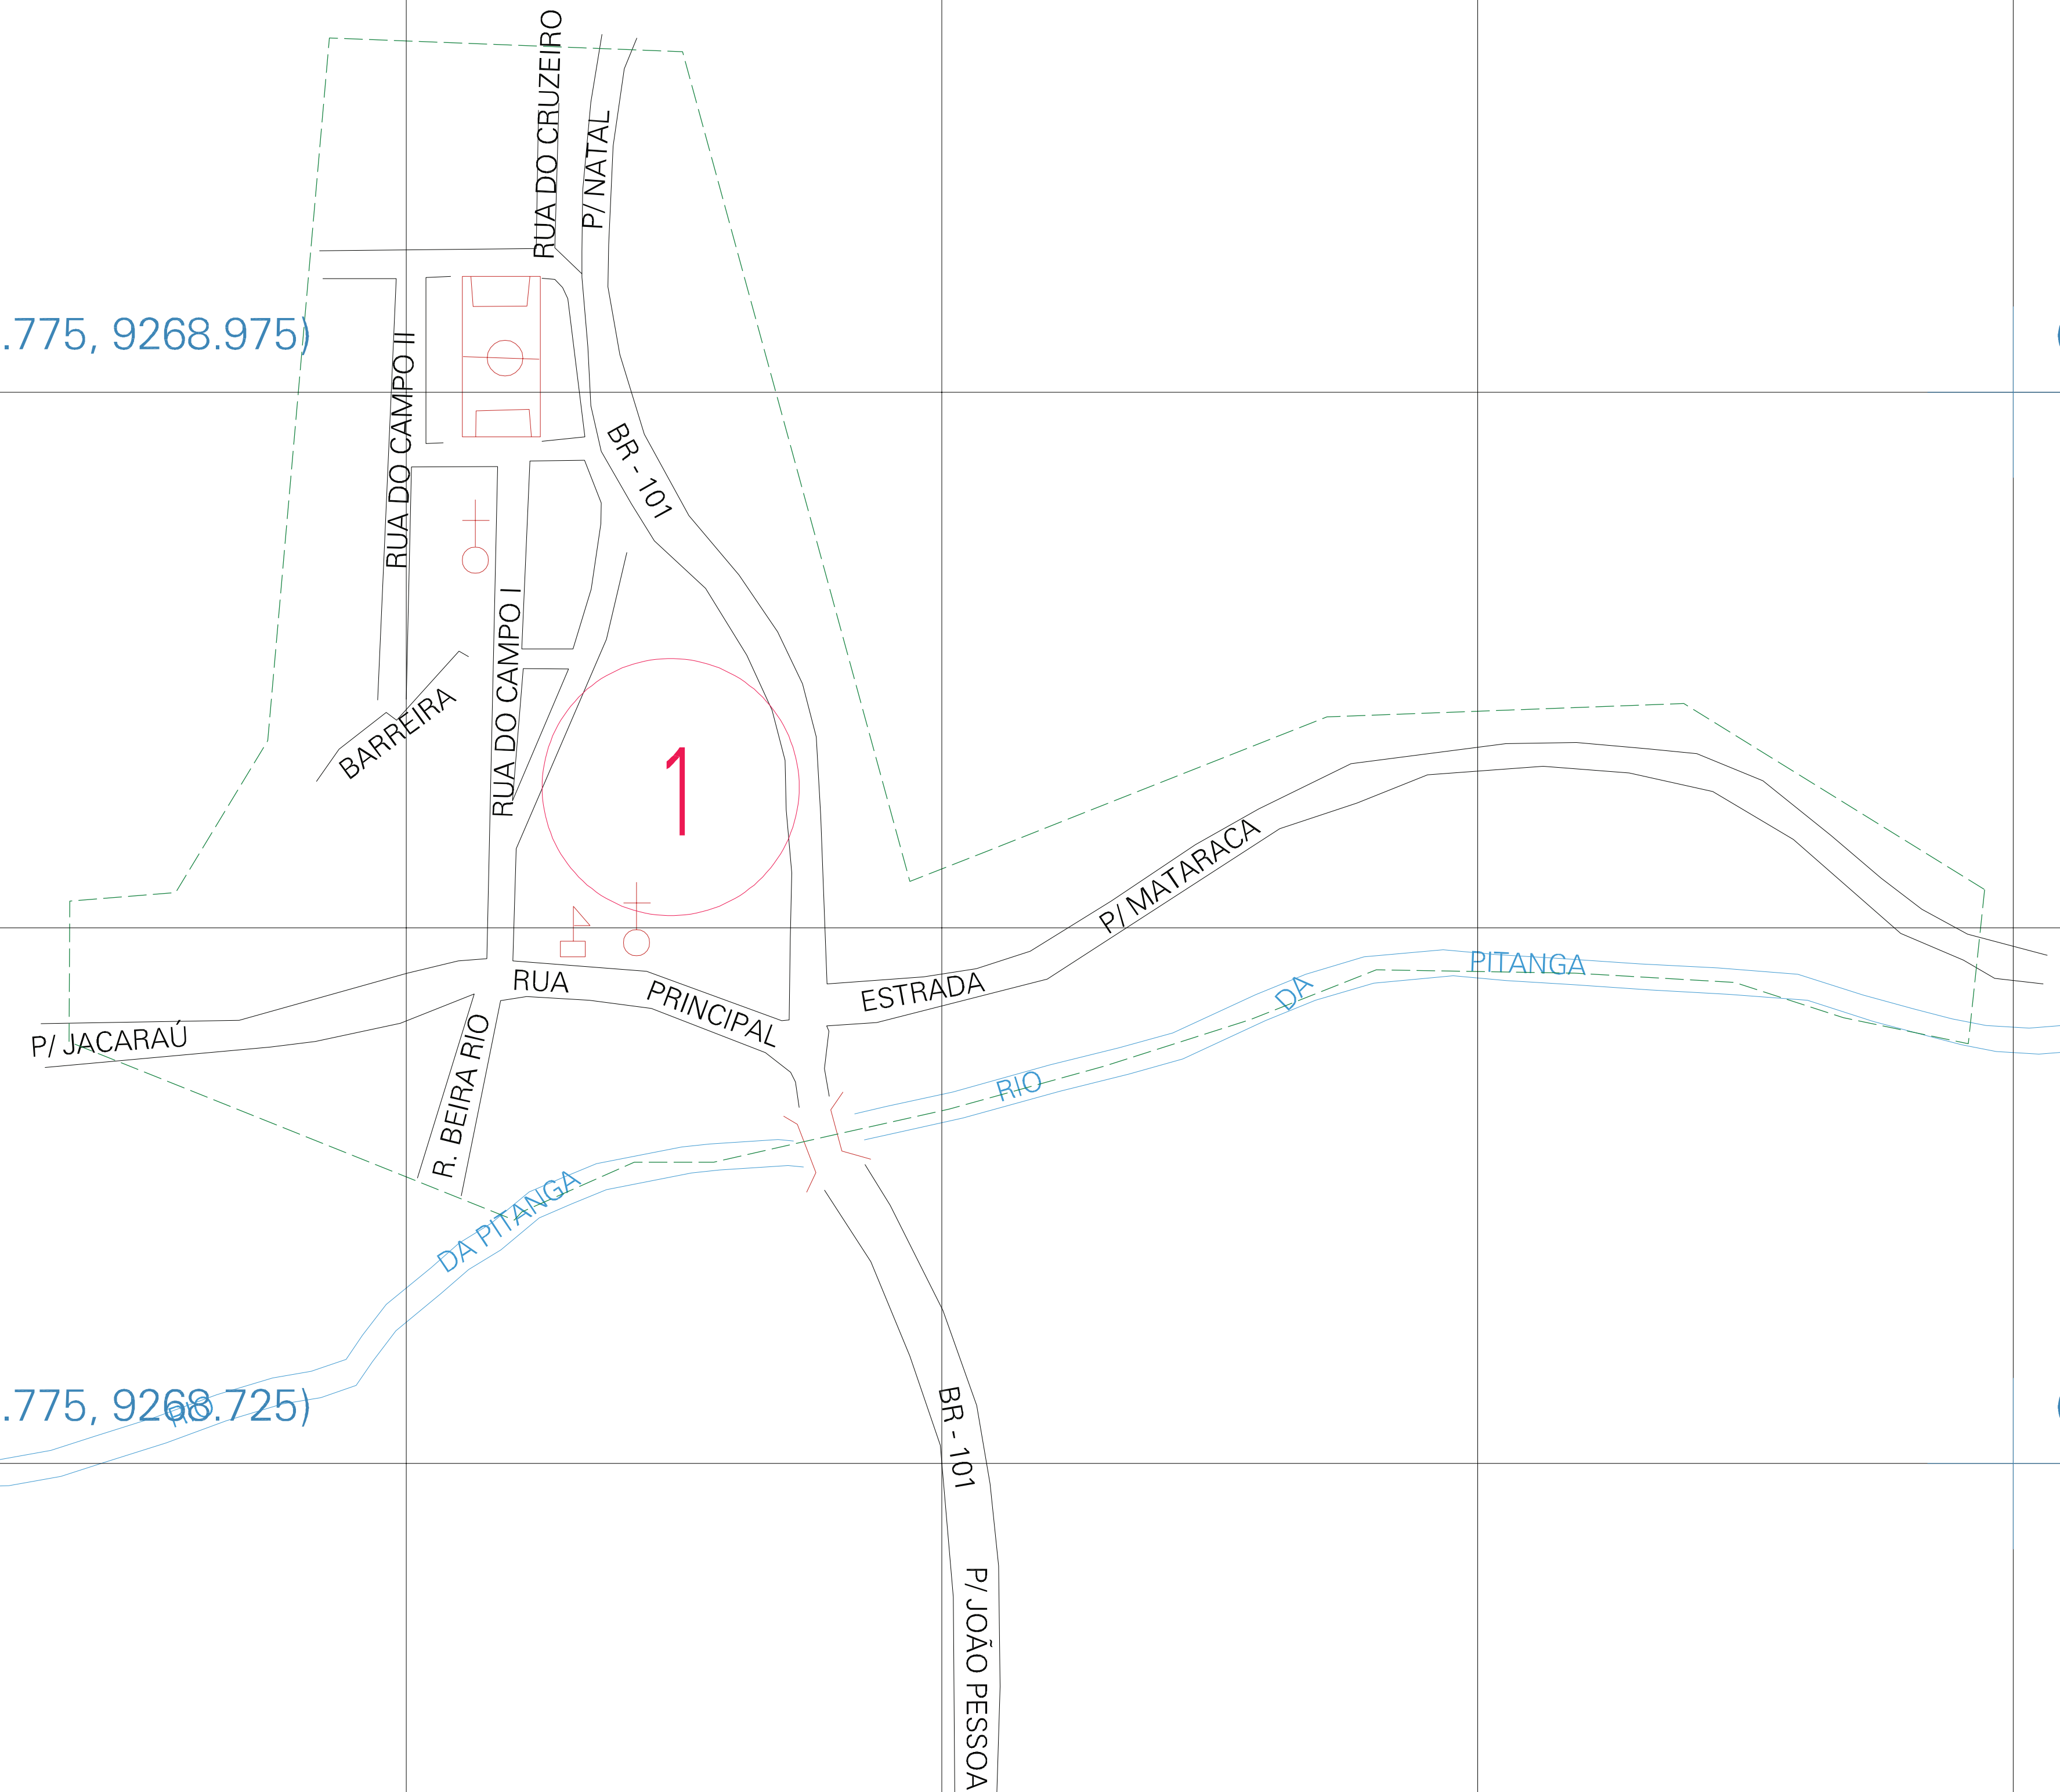 RUA DO CRUZEIRO
P/ NATAL
.775, 9268.975)
(
RUA DO CAMPO II
BR - 101
RUA DO CAMPO I
BARREIRA
1
P/ MATARACA
PITANGA
RUA
PRINCIPAL
ESTRADA
DA
P/ JACARAÚ
R. BEIRA RIO
RIO
DA PITANGA
.775, 9268.725)
RIO
(
BR - 101
P/ JOÃO PESSOA